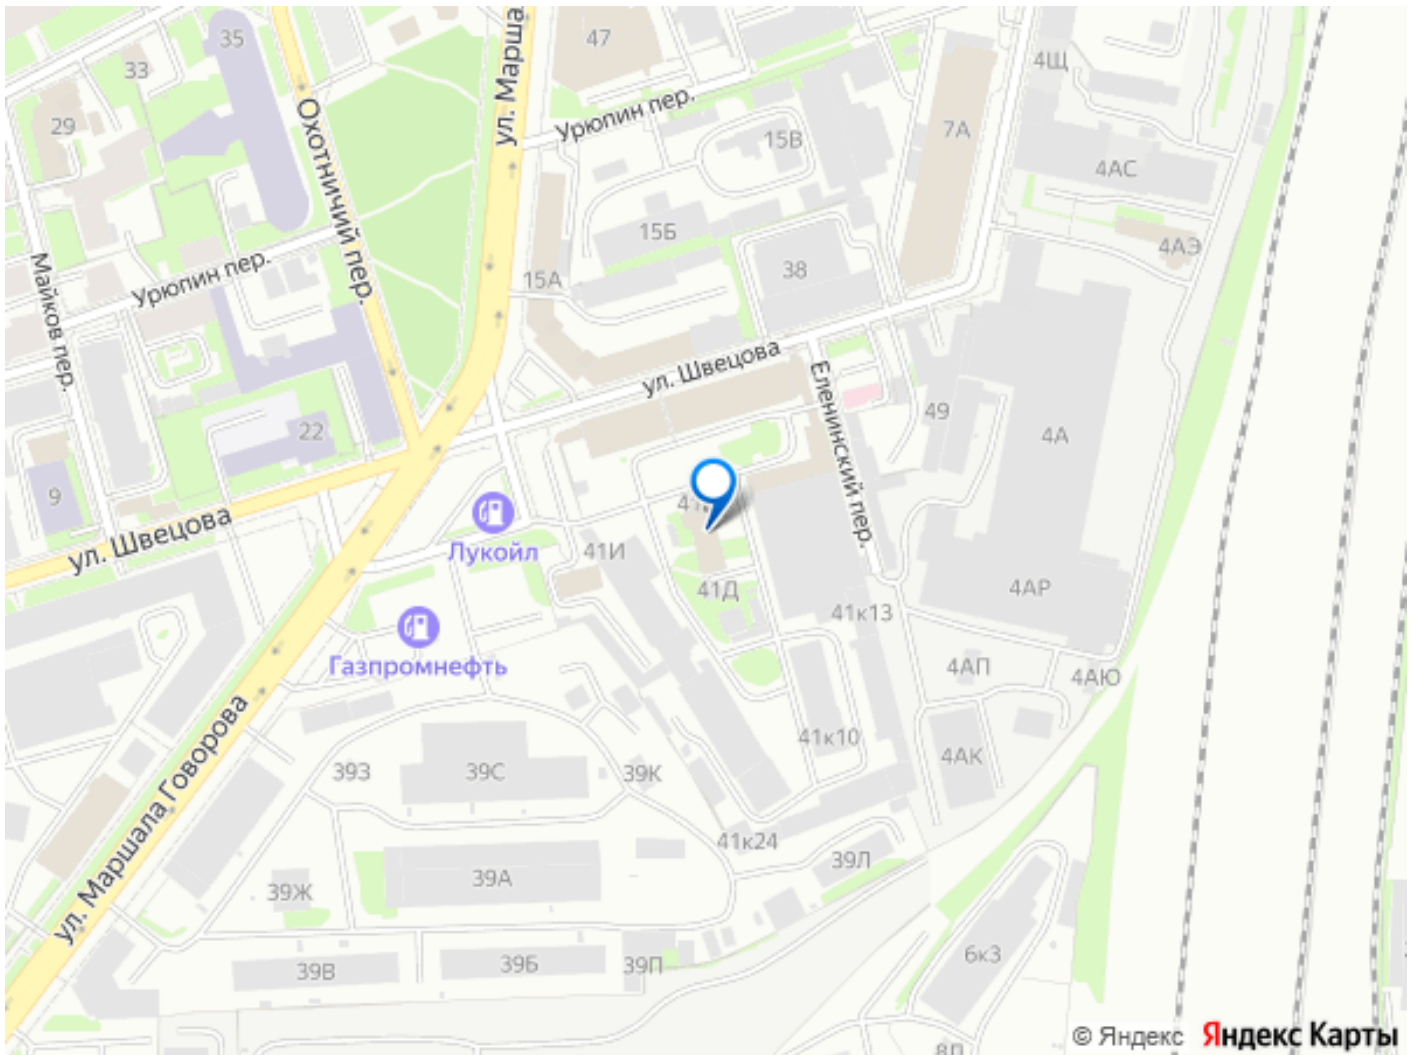 35
47
33
4Щ
ул. Марша
29
Охотничий пер.
Урюпин пер.
15В
7А
4АС
15Б
4АЭ
Урюпин пер.
38
15А
Майков пер.
ул. Швецова
Еленинский пер.
49
22
4А
9
ул. Швецова
Лукойл
41И
41Д
4АР
41к13
Газпромнефть
4АП
4АЮ
ул. Маршала Говорова
41к10
39З
39С
39К
4АК
41к24
39Л
39А
39Ж
6к3
39В
39Б
39П
© Яндекс Яндекс Карты